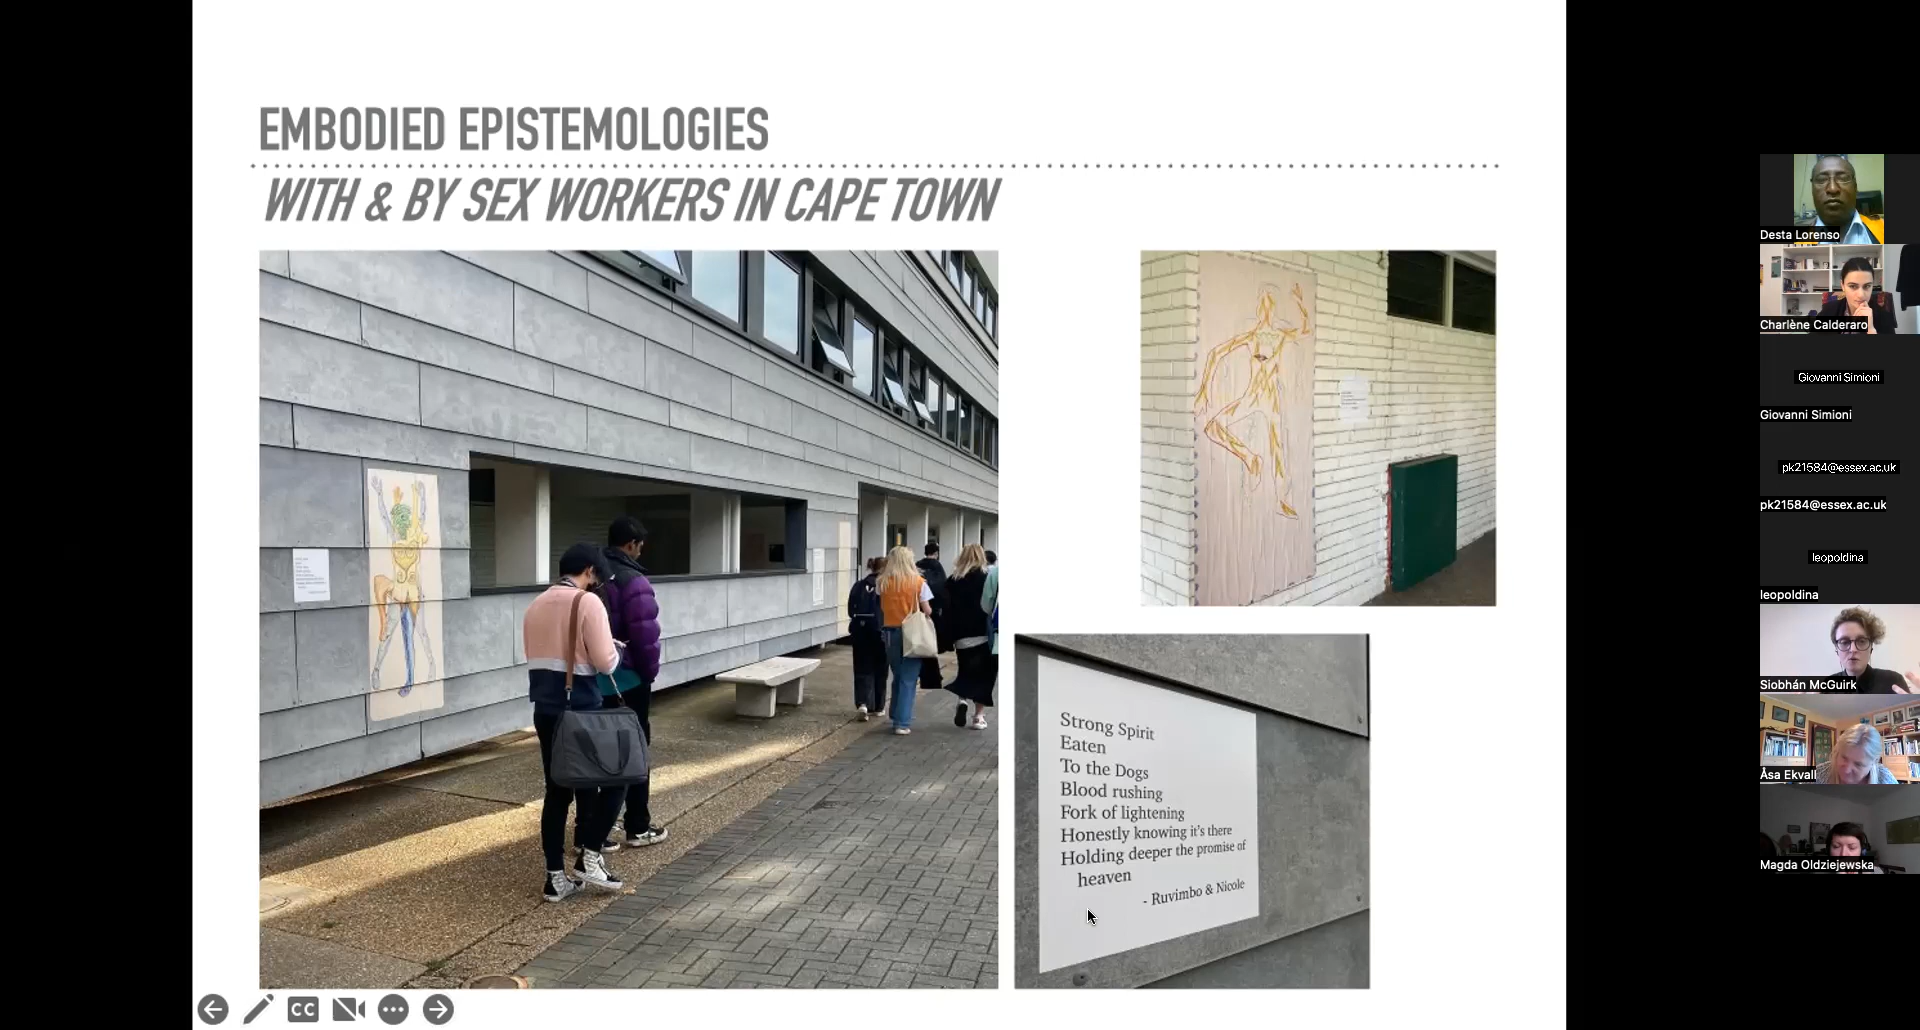 EMBODIED EPISTEMOLOGIES
WITH & BY SEX WORKERS IN CAPE TOWN
Strong Spirit
Eaten
To the Dogs
Blood rushing
Fork of lightening
Honestly knowing it's there
Holding deeper the promise of
heaven
- Ruvimbo & Nicole
CC
Desta Lorenso
Charlène Calderaro
Giovanni Simioni
Giovanni Simioni
pk21584@essex.ac.uk
pk21584@essex.ac.uk
leopoldina
leopoldina
Siobhán McGuirk
Åsa Ekvall
Magda Oldziejewska